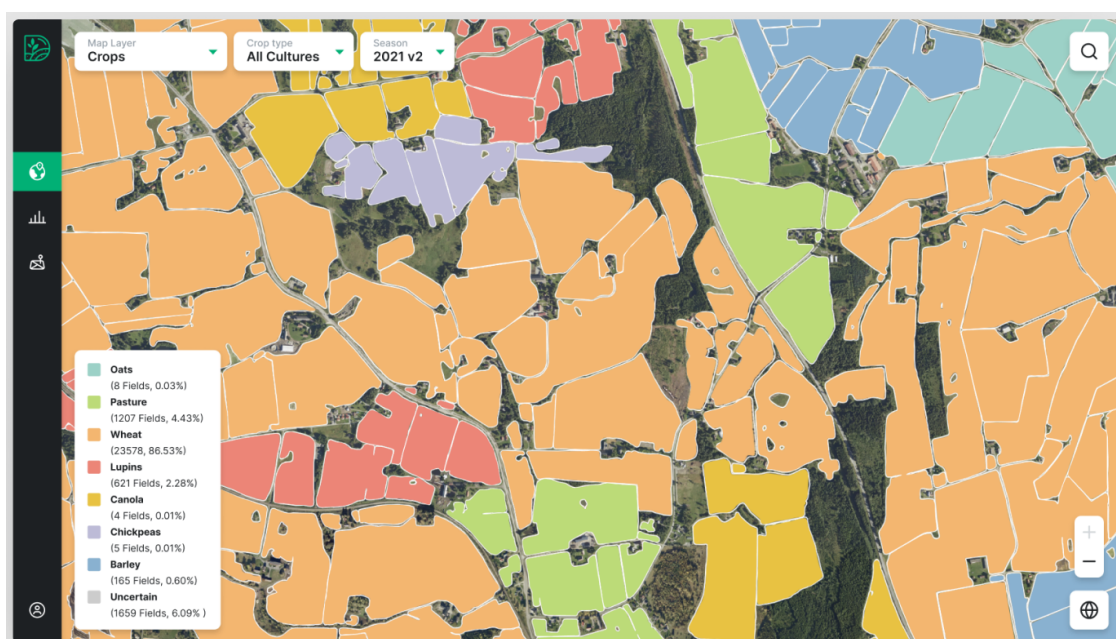 Map Layer
Crops
Crop type
All Cultures
Season
2021 v2
Oats
(8 Fields, 0.03%)
Pasture
(1207 Fields, 4.43%)
Wheat
(23578, 86.53%)
Lupins
(621 Fields, 2.28%)
Canola
(4 Fields, 0.01%)
Chickpeas
(5 Fields, 0.01%)
Barley
(165 Fields, 0.60%)
Uncertain
(1659 Fields, 6.09% )